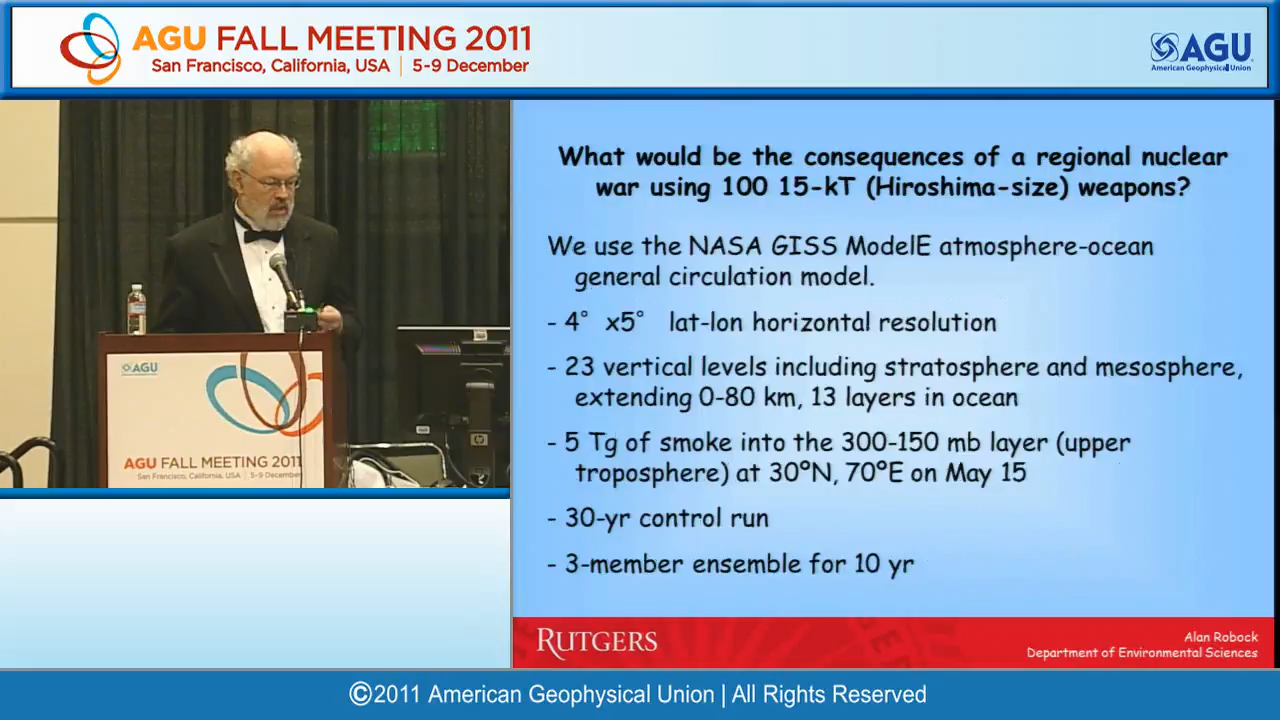 AGU FALL MEETING 2011
San Francisco, California, USA | 5-9 December
AGU
American Geophysical Union
What would be the consequences of a regional nuclear
war using 100 15-kT (Hiroshima-size) weapons?
We use the NASA GISS ModelE atmosphere-ocean
general circulation model.
- 4° x5° lat-lon horizontal resolution
- 23 vertical levels including stratosphere and mesosphere,
extending 0-80 km, 13 layers in ocean
- 5 Tg of smoke into the 300-150 mb layer (upper
troposphere) at 30ºN, 70ºE on May 15
- 30-yr control run
- 3-member ensemble for 10 yr
AGU
AGU FALL MEETING 2011
San Francisco, California, USA | 5-9 December
hp
RUTGERS
Alan Robock
Department of Environmental Sciences
©2011 American Geophysical Union | All Rights Reserved